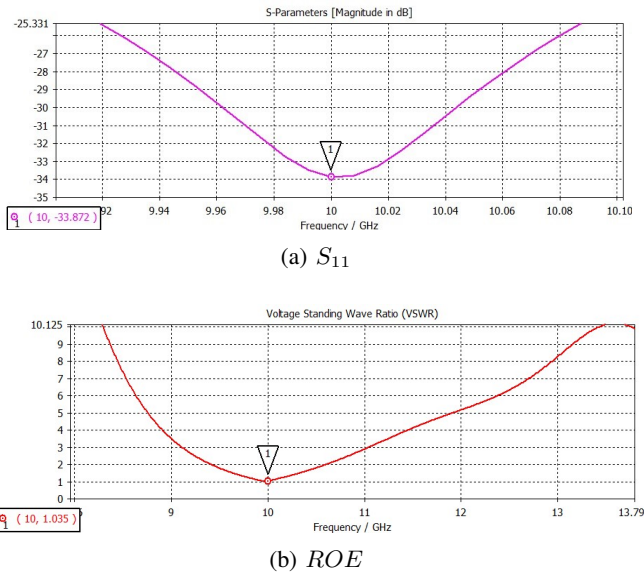 S-Parameters [Magnitude in dB]
-25.331
-27
-28
-29
-30
-31
-32
-33
-34
-35
1
9.94 9.96 9.98 10 10.02 10.04 10.06 10.08 10.10
Frequency / GHz
1 ( 10, -33.872 )
(a) S11
Voltage Standing Wave Ratio (VSWR)
10.125
9
8
7
6
5
4
3
2
1
0
1
9 10 11 12 13 13.79
Frequency / GHz
1 ( 10, 1.035 )
(b) ROE